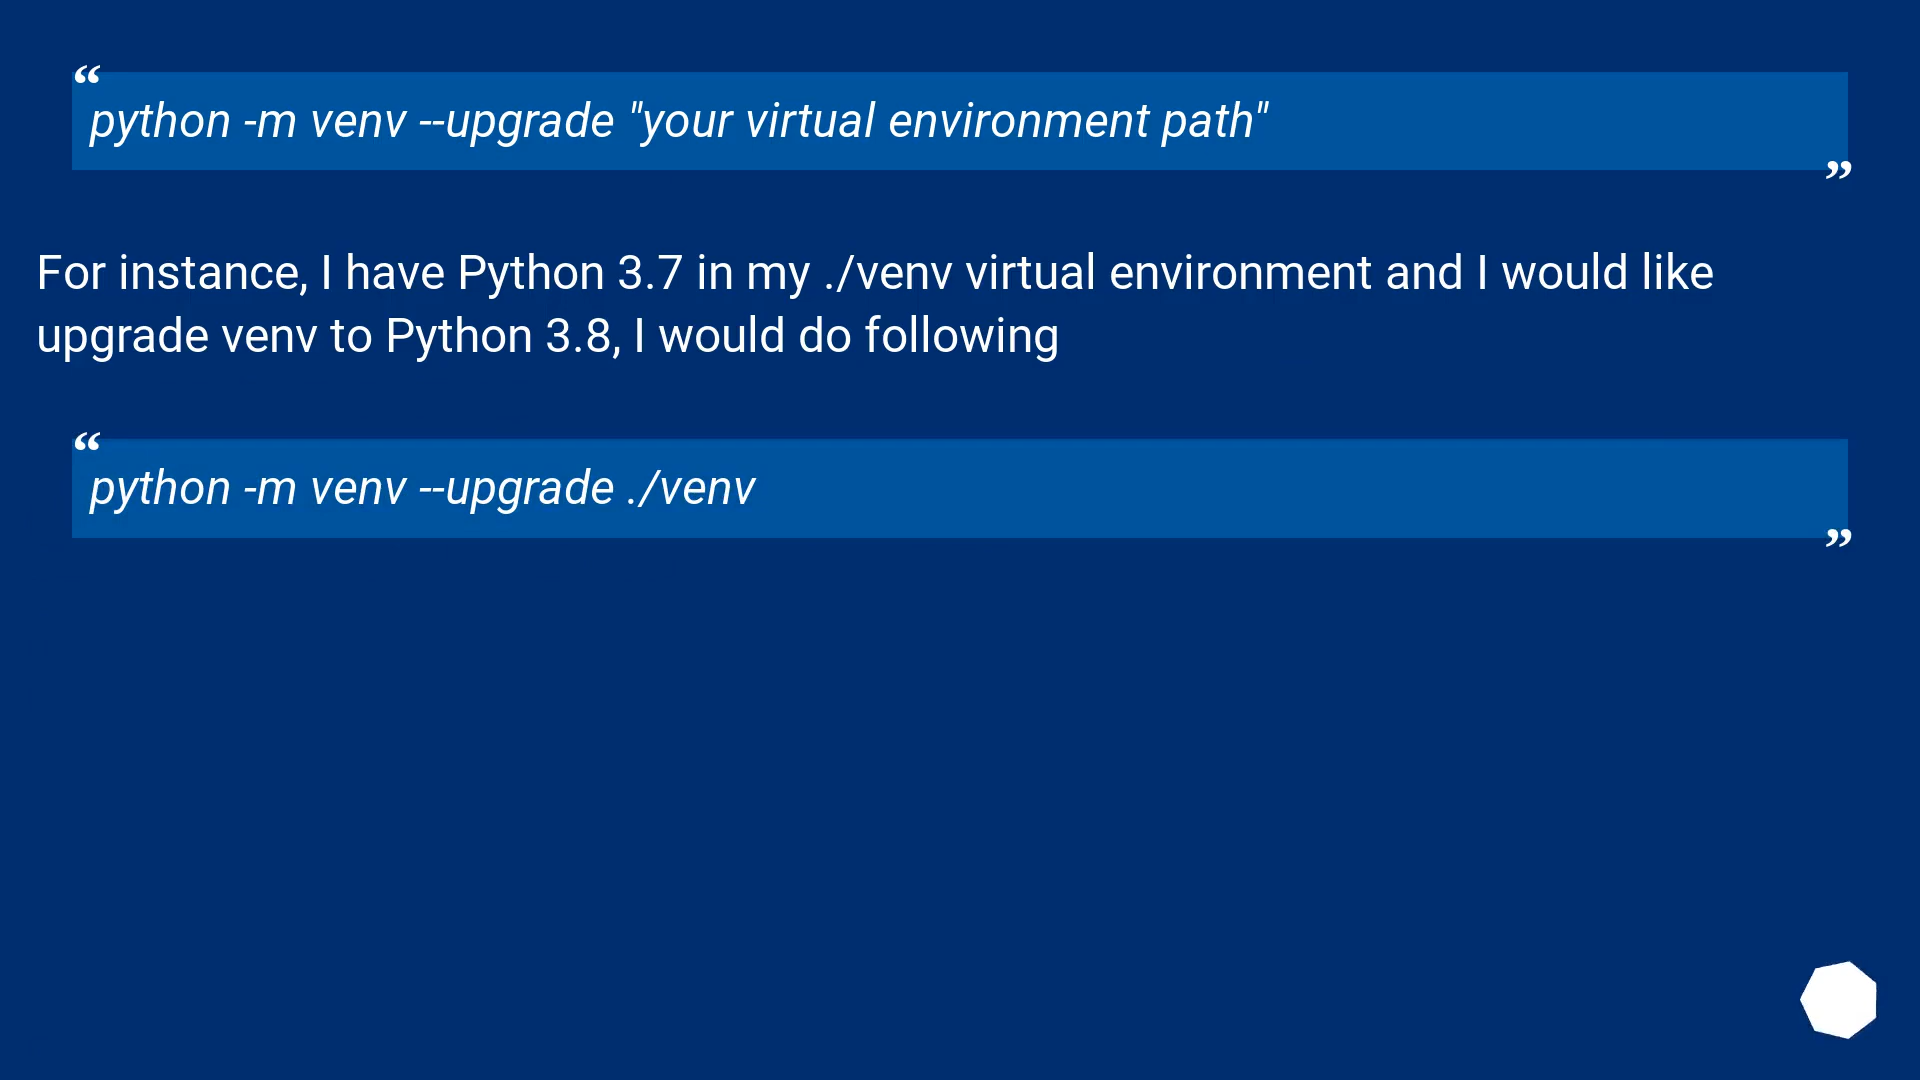 “
python -m venv --upgrade "your virtual environment path"
”
For instance, I have Python 3.7 in my ./venv virtual environment and I would like
upgrade venv to Python 3.8, I would do following
“
python -m venv --upgrade ./venv
”